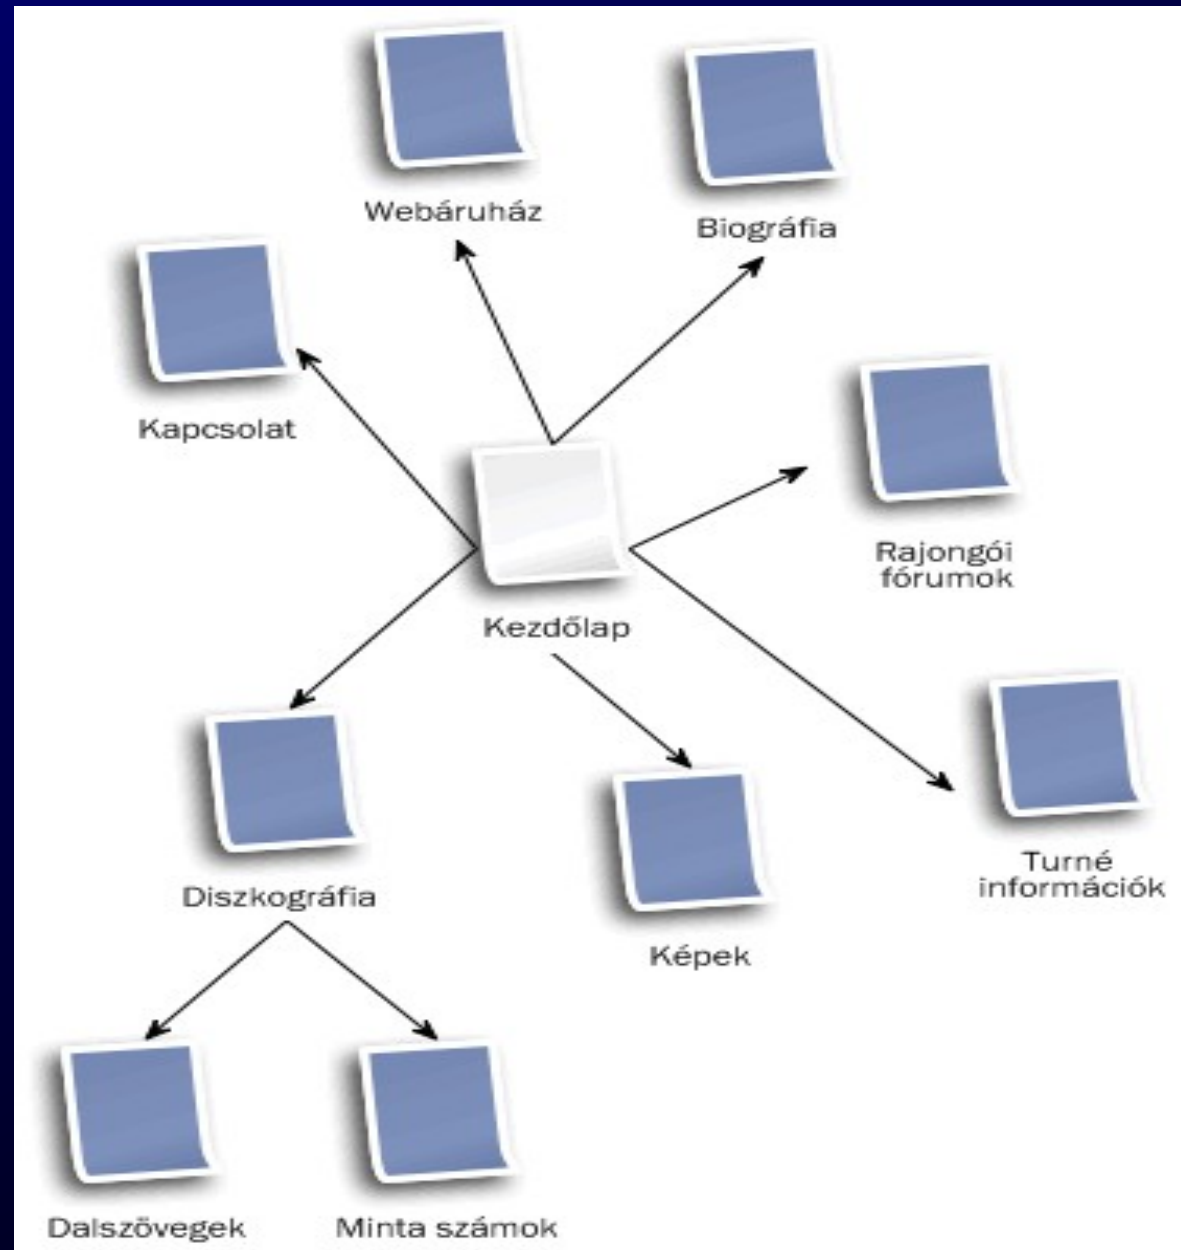 Webáruház
Biográfia
Kapcsolat
Rajongói
fórumok
Kezdőlap
Turné
információk
Diszkográfia
Képek
Dalszövegek
Minta számok